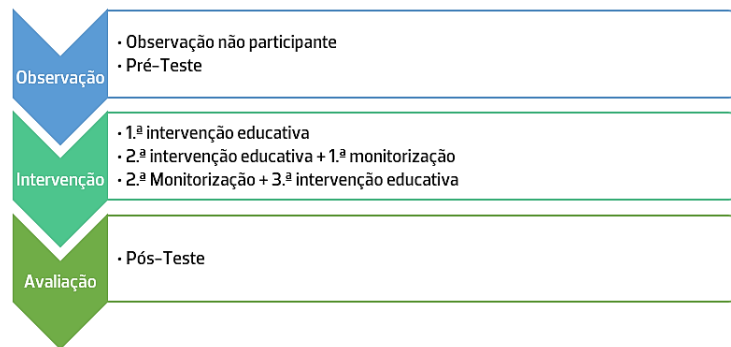 Observação
• Observação não participante
• Pré-Teste
Intervenção
• 1.ª intervenção educativa
• 2.ª intervenção educativa + 1.ª monitorização
• 2.ª Monitorização + 3.ª intervenção educativa
Avaliação
• Pós-Teste